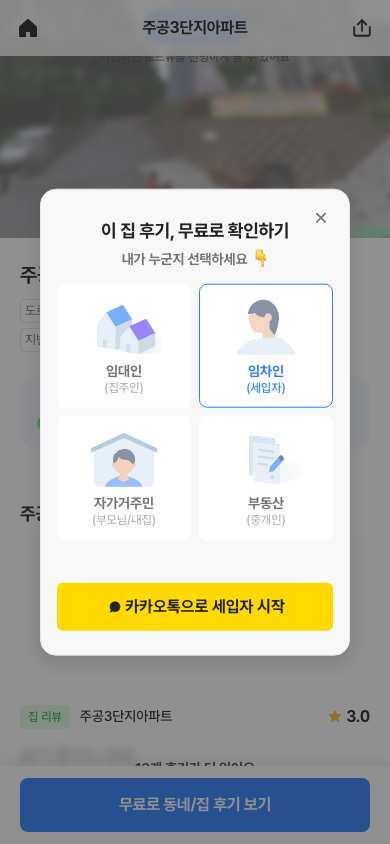 주공3단지아파트
이 집 후기, 무료로 확인하기
내가 누군지 선택하세요 👇
임대인
(집주인)
임차인
(세입자)
자가거주민
(부모님/내집)
부동산
(중개인)
카카오톡으로 세입자 시작
집 리뷰 주공3단지아파트 3.0
무료로 동네/집 후기 보기